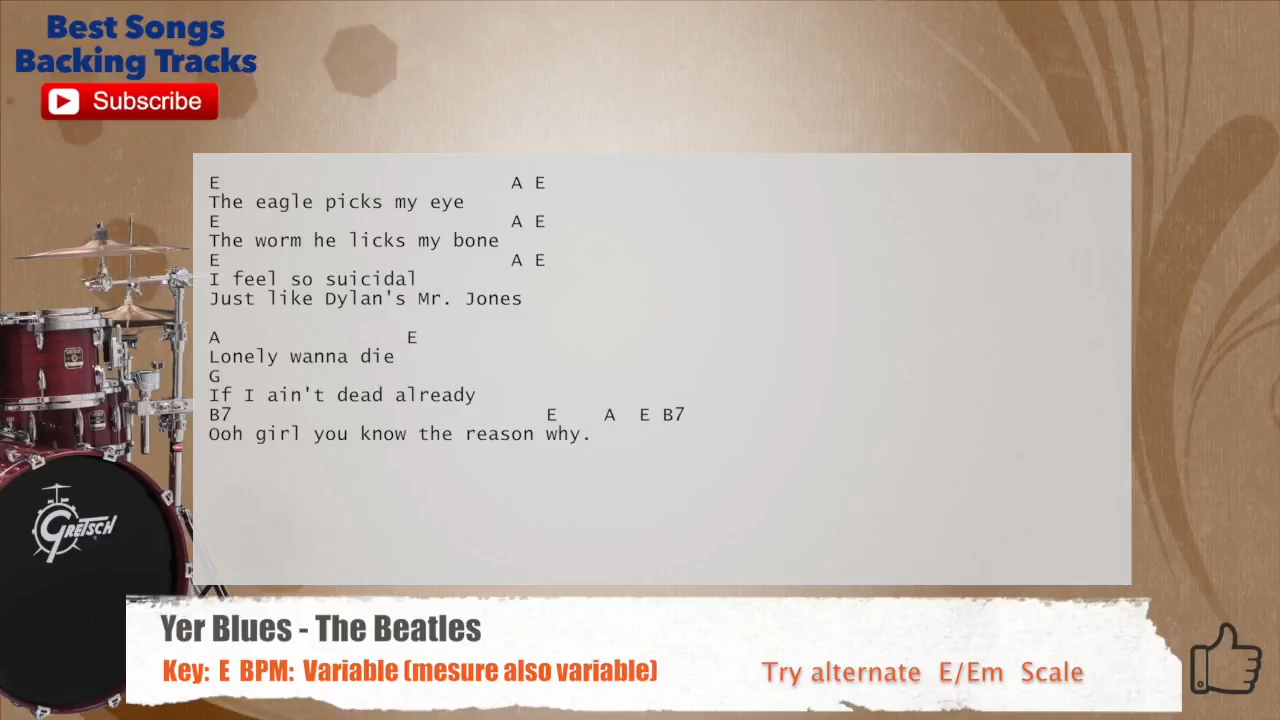 Best Songs
Backing Tracks
Subscribe
E A E
The eagle picks my eye
E A E
The worm he licks my bone
E A E
I feel so suicidal
Just like Dylan's Mr. Jones
A E
Lonely wanna die
G
If I ain't dead already
B7 E A E B7
Ooh girl you know the reason why.
GRETSCH
Yer Blues - The Beatles
Key: E BPM: Variable (mesure also variable)
Try alternate E/Em Scale